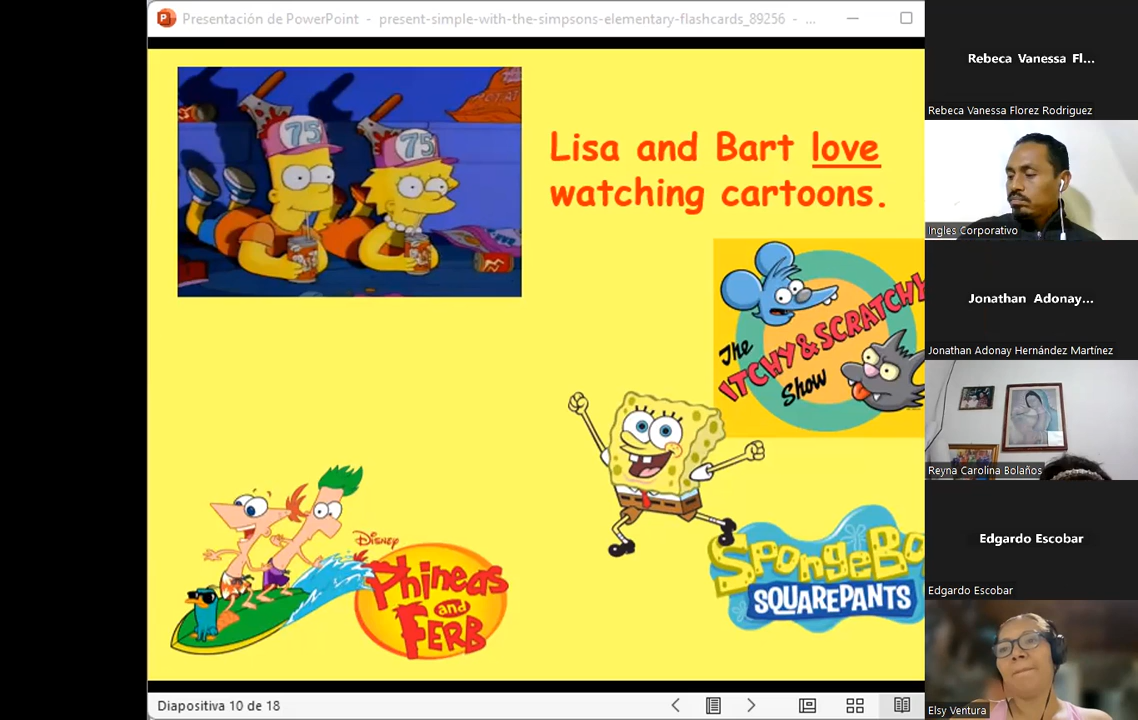 Presentación de PowerPoint - present-simple-with-the-simpsons-elementary-flashcards_89256 - ...
75
75
Lisa and Bart love
watching cartoons.
The
ITCHY & SCRATCHY
Show
DISNEY
Phineas
and
FERB
SPONGEBO
SQUAREPANTS
Diapositiva 10 de 18
Rebeca Vanessa Fl...
Rebeca Vanessa Florez Rodriguez
Ingles Corporativo
Jonathan Adonay...
Jonathan Adonay Hernández Martínez
Reyna Carolina Bolaños
Edgardo Escobar
Edgardo Escobar
Elsy Ventura